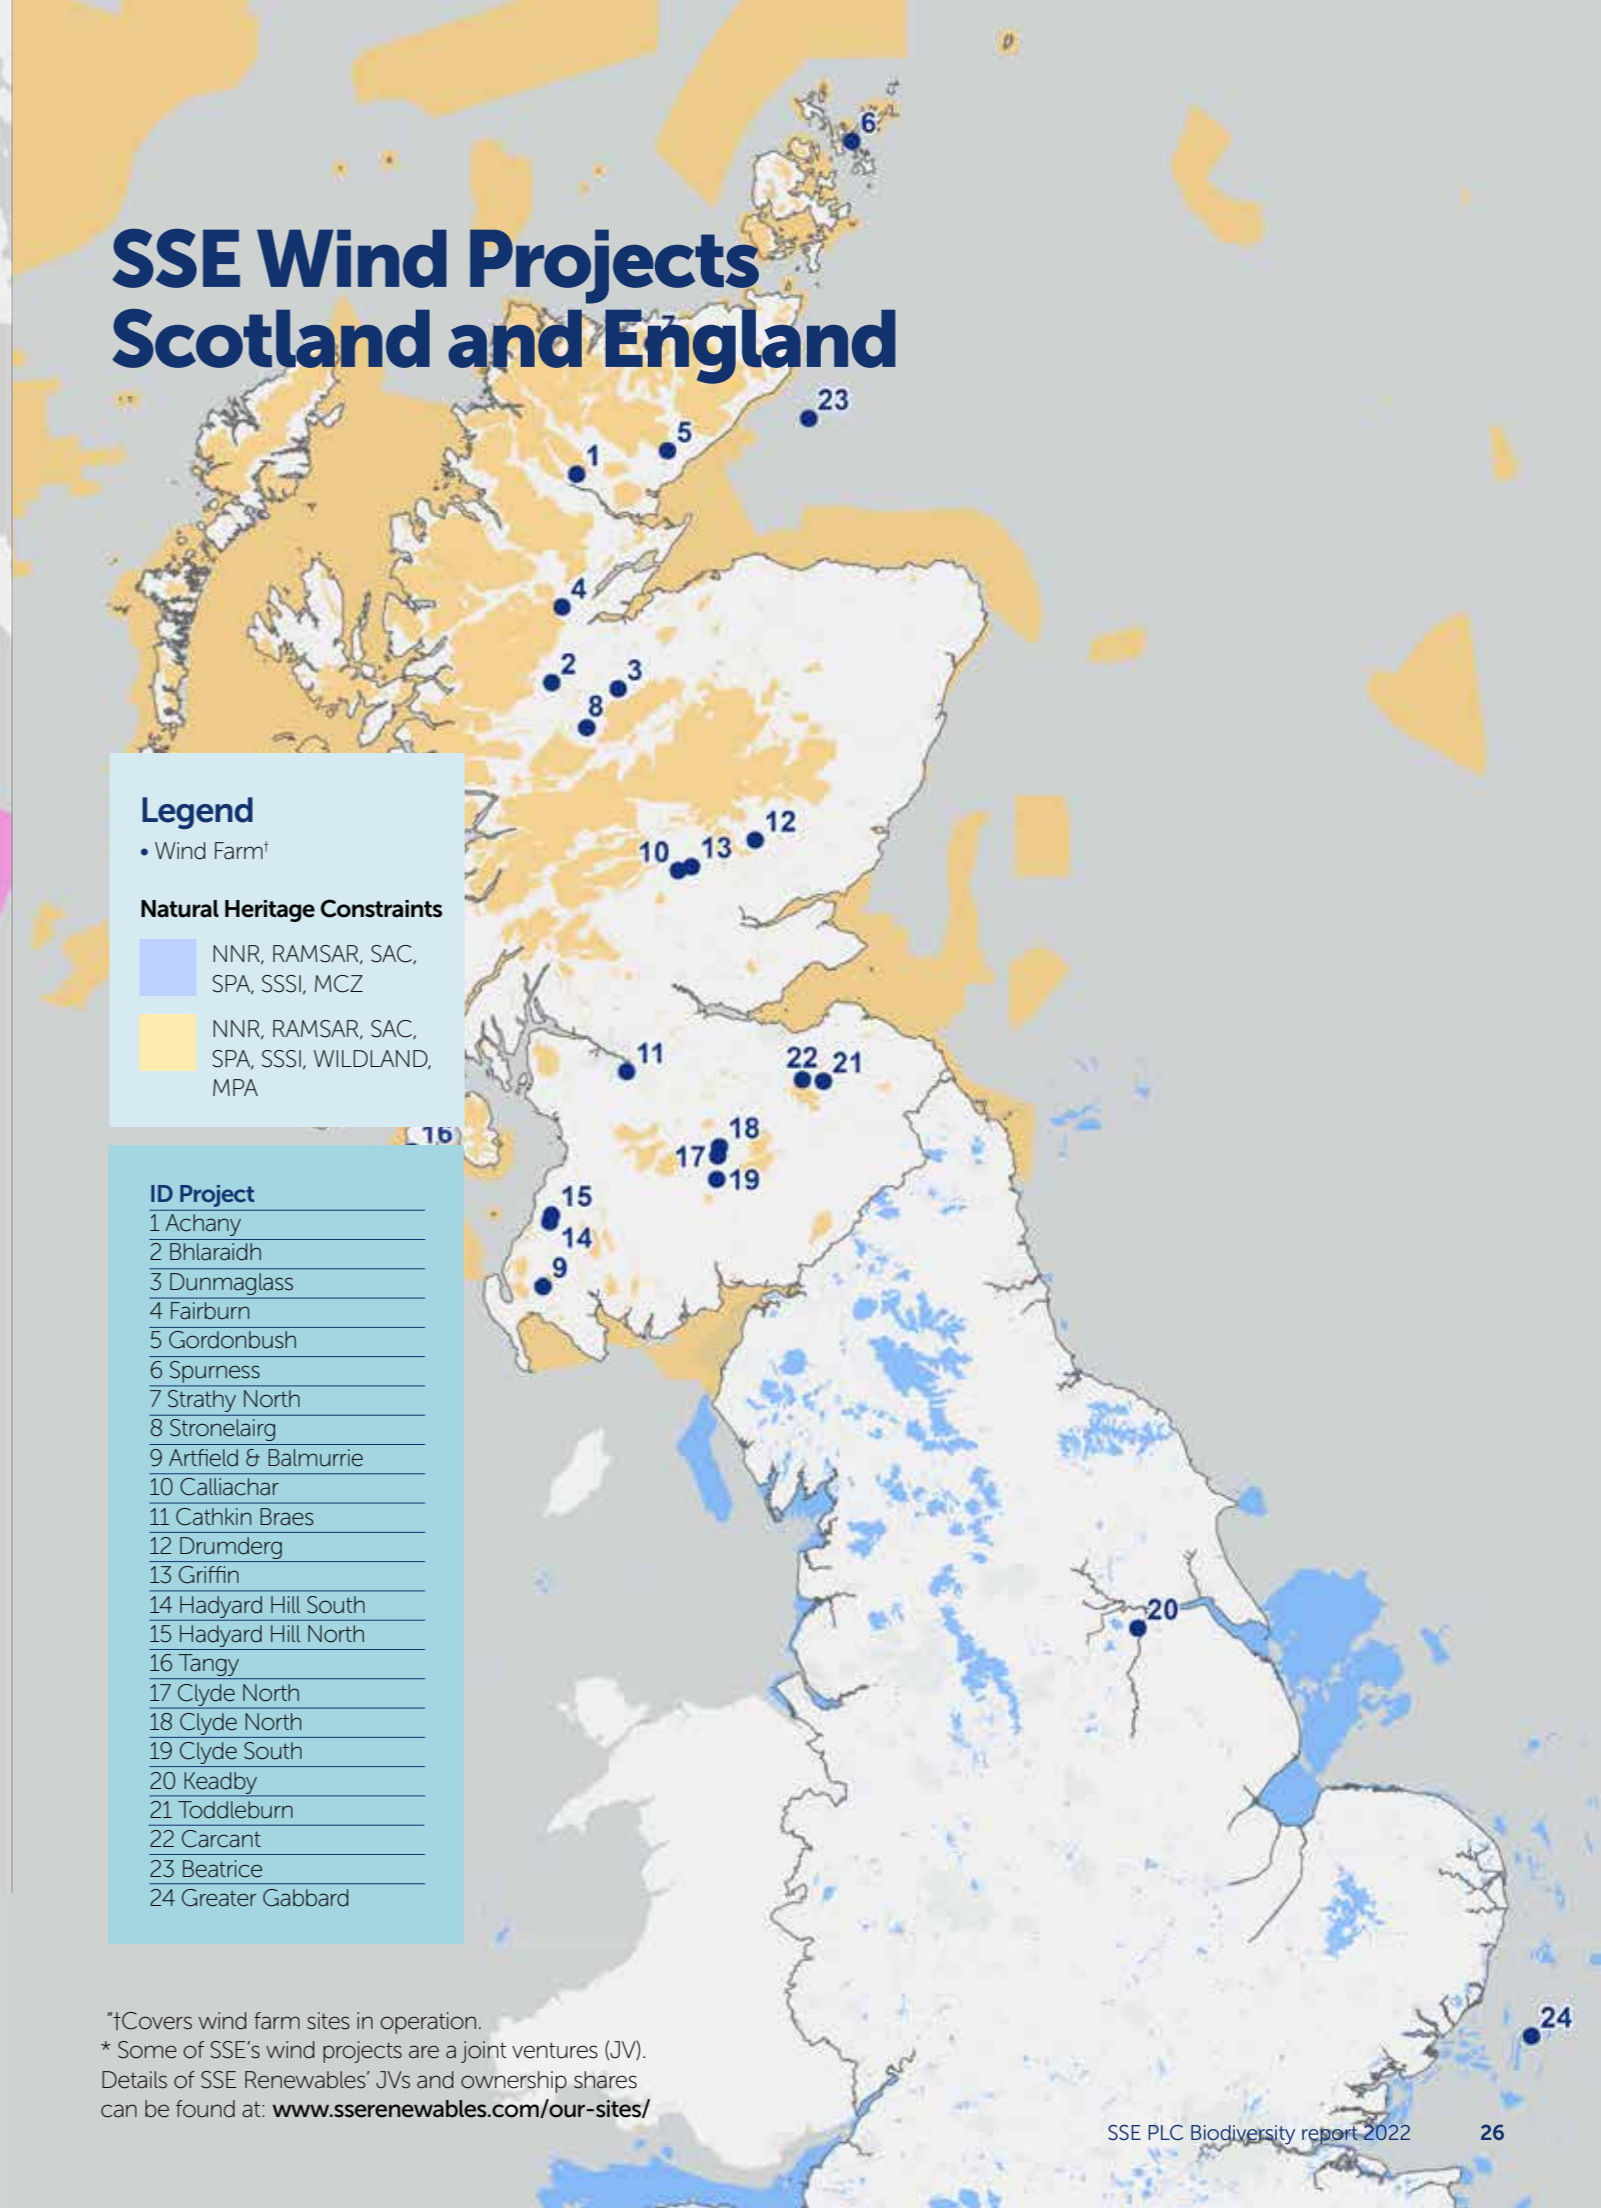 SSE Wind Projects
Scotland and England
6
7
23
5
1
4
2
3
8
12
10
13
11
22
21
16
18
17
19
15
14
9
20
24
Legend
• Wind Farm†
Natural Heritage Constraints
NNR, RAMSAR, SAC,
SPA, SSSI, MCZ
NNR, RAMSAR, SAC,
SPA, SSSI, WILDLAND,
MPA
ID Project
1 Achany
2 Bhlaraidh
3 Dunmaglass
4 Fairburn
5 Gordonbush
6 Spurness
7 Strathy North
8 Stronelairg
9 Artfield & Balmurrie
10 Calliachar
11 Cathkin Braes
12 Drumderg
13 Griffin
14 Hadyard Hill South
15 Hadyard Hill North
16 Tangy
17 Clyde North
18 Clyde North
19 Clyde South
20 Keadby
21 Toddleburn
22 Carcant
23 Beatrice
24 Greater Gabbard
"†Covers wind farm sites in operation.
* Some of SSE's wind projects are a joint ventures (JV).
Details of SSE Renewables' JVs and ownership shares
can be found at: www.sserenewables.com/our-sites/
SSE PLC Biodiversity report 2022 26